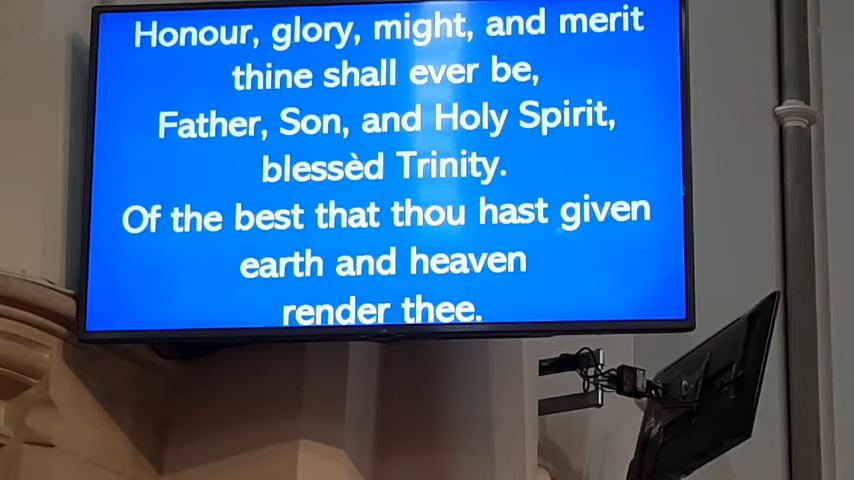 Honour, glory, might, and merit
thine shall ever be,
Father, Son, and Holy Spirit,
blessèd Trinity.
Of the best that thou hast given
earth and heaven
render thee.